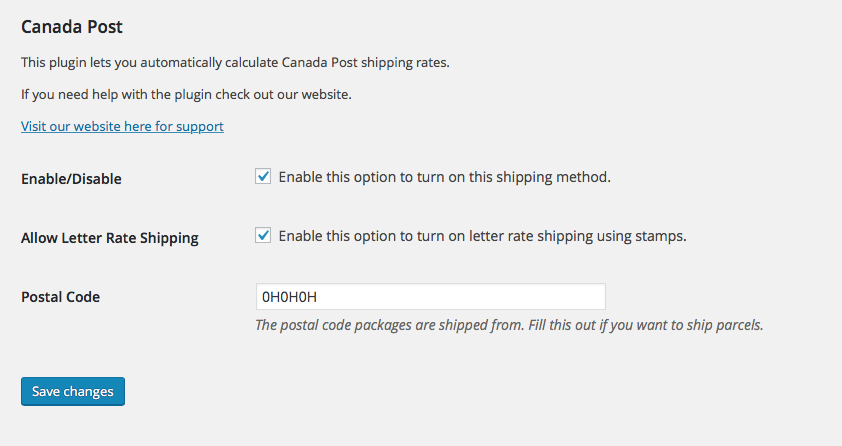 Canada Post
This plugin lets you automatically calculate Canada Post shipping rates.
If you need help with the plugin check out our website.
Visit our website here for support
Enable/Disable
Enable this option to turn on this shipping method.
Allow Letter Rate Shipping
Enable this option to turn on letter rate shipping using stamps.
Postal Code
0H0H0H
The postal code packages are shipped from. Fill this out if you want to ship parcels.
Save changes